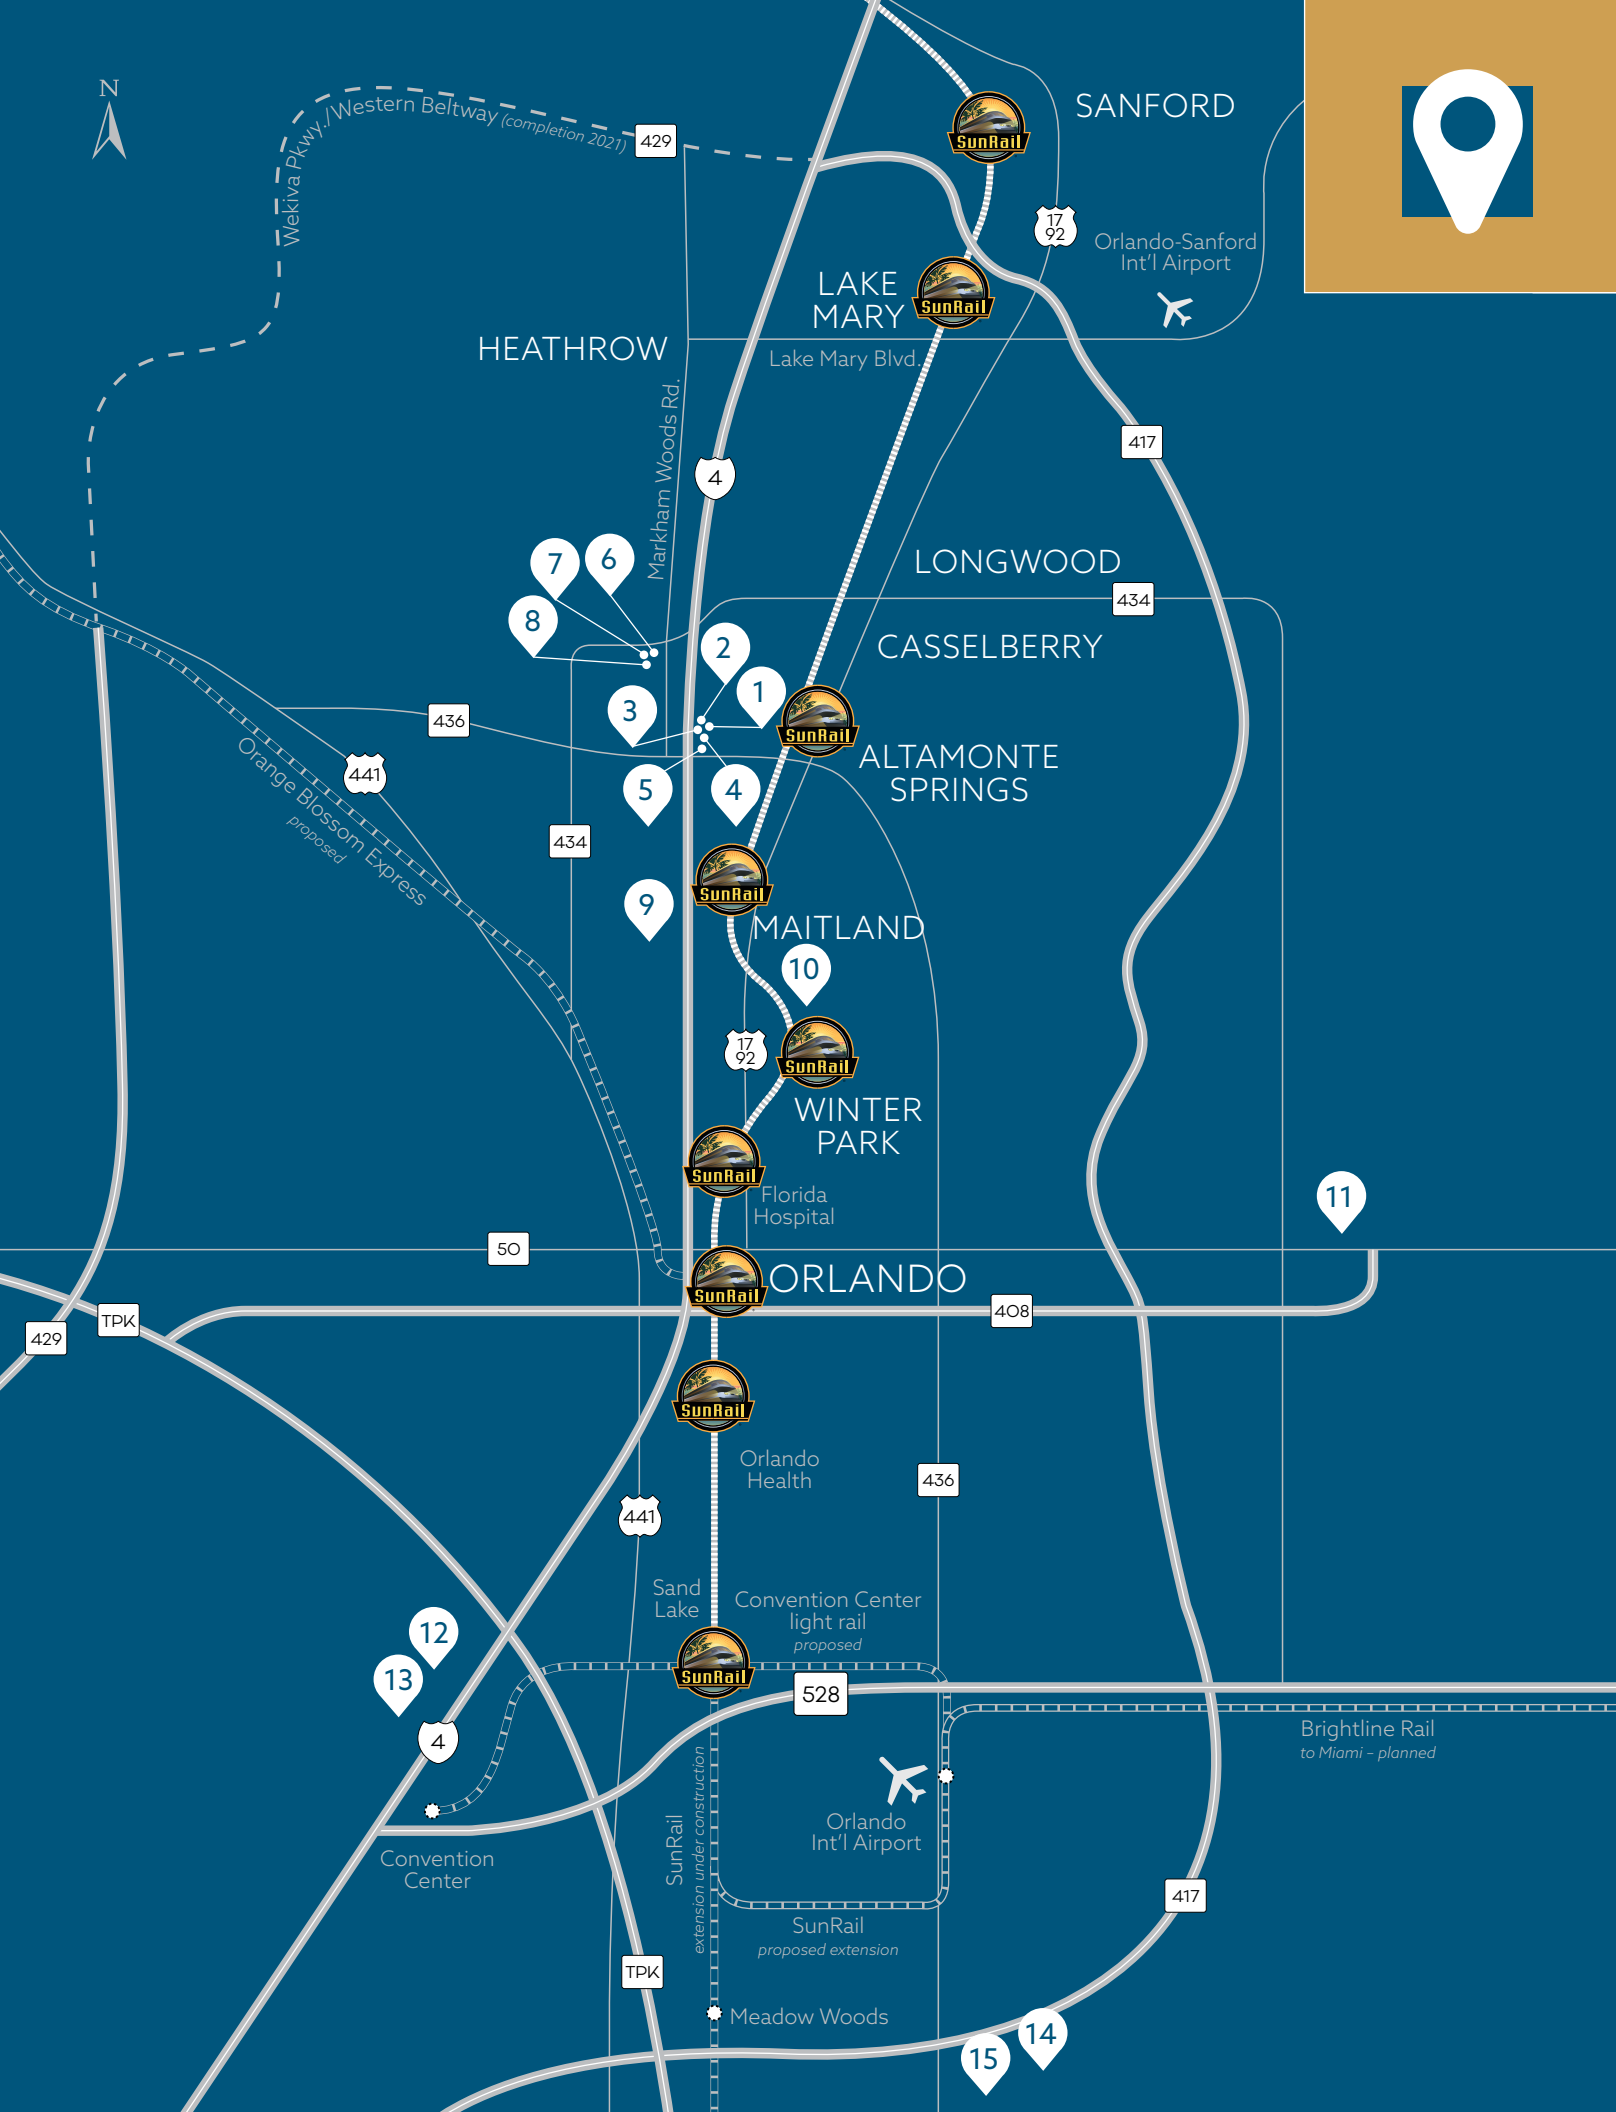 N
Wekiva Pkwy./Western Beltway (completion 2021)
429
SunRail
SANFORD
17
92
Orlando-Sanford
Int'l Airport
LAKE
MARY
SunRail
HEATHROW
Lake Mary Blvd.
Markham Woods Rd.
417
4
7
6
8
LONGWOOD
434
2
CASSELBERRY
1
3
436
SunRail
441
ALTAMONTE
SPRINGS
5
4
Orange Blossom Express
proposed
434
SunRail
9
MAITLAND
10
17
92
SunRail
WINTER
PARK
SunRail
Florida
Hospital
11
50
SunRail
ORLANDO
408
TPK
429
SunRail
Orlando
Health
436
441
Sand
Lake
Convention Center
light rail
proposed
12
13
SunRail
528
4
Brightline Rail
to Miami – planned
Orlando
Int'l Airport
Convention
Center
SunRail
extension under construction
417
SunRail
proposed extension
TPK
Meadow Woods
14
15